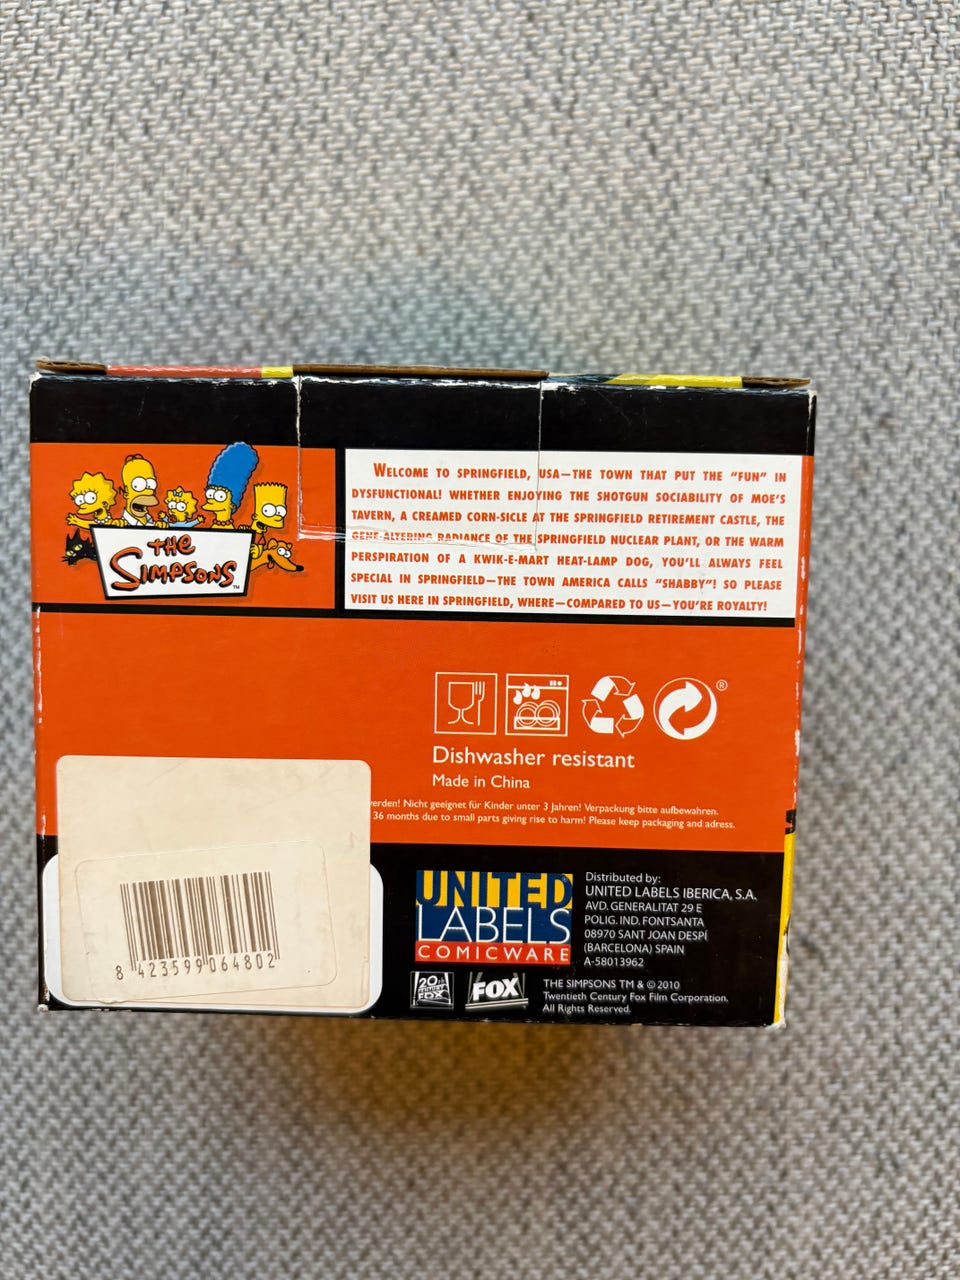 THE
SIMPSONS™
WELCOME TO SPRINGFIELD, USA—THE TOWN THAT PUT THE "FUN" IN
DYSFUNCTIONAL! WHETHER ENJOYING THE SHOTGUN SOCIABILITY OF MOE'S
TAVERN, A CREAMED CORN-SICLE AT THE SPRINGFIELD RETIREMENT CASTLE, THE
GENE-ALTERING RADIANCE OF THE SPRINGFIELD NUCLEAR PLANT, OR THE WARM
PERSPIRATION OF A KWIK-E-MART HEAT-LAMP DOG, YOU'LL ALWAYS FEEL
SPECIAL IN SPRINGFIELD—THE TOWN AMERICA CALLS "SHABBY"! SO PLEASE
VISIT US HERE IN SPRINGFIELD, WHERE—COMPARED TO US—YOU'RE ROYALTY!
®
Dishwasher resistant
Made in China
werden! Nicht geeignet für Kinder unter 3 Jahren! Verpackung bitte aufbewahren.
36 months due to small parts giving rise to harm! Please keep packaging and adress.
8 423599 064802
UNITED
LABELS
COMICWARE
20th
CENTURY
FOX
FOX
Distributed by:
UNITED LABELS IBERICA, S.A.
AVD. GENERALITAT 29 E
POLIG. IND. FONTSANTA
08970 SANT JOAN DESPÍ
(BARCELONA) SPAIN
A-58013962
THE SIMPSONS TM & © 2010
Twentieth Century Fox Film Corporation.
All Rights Reserved.